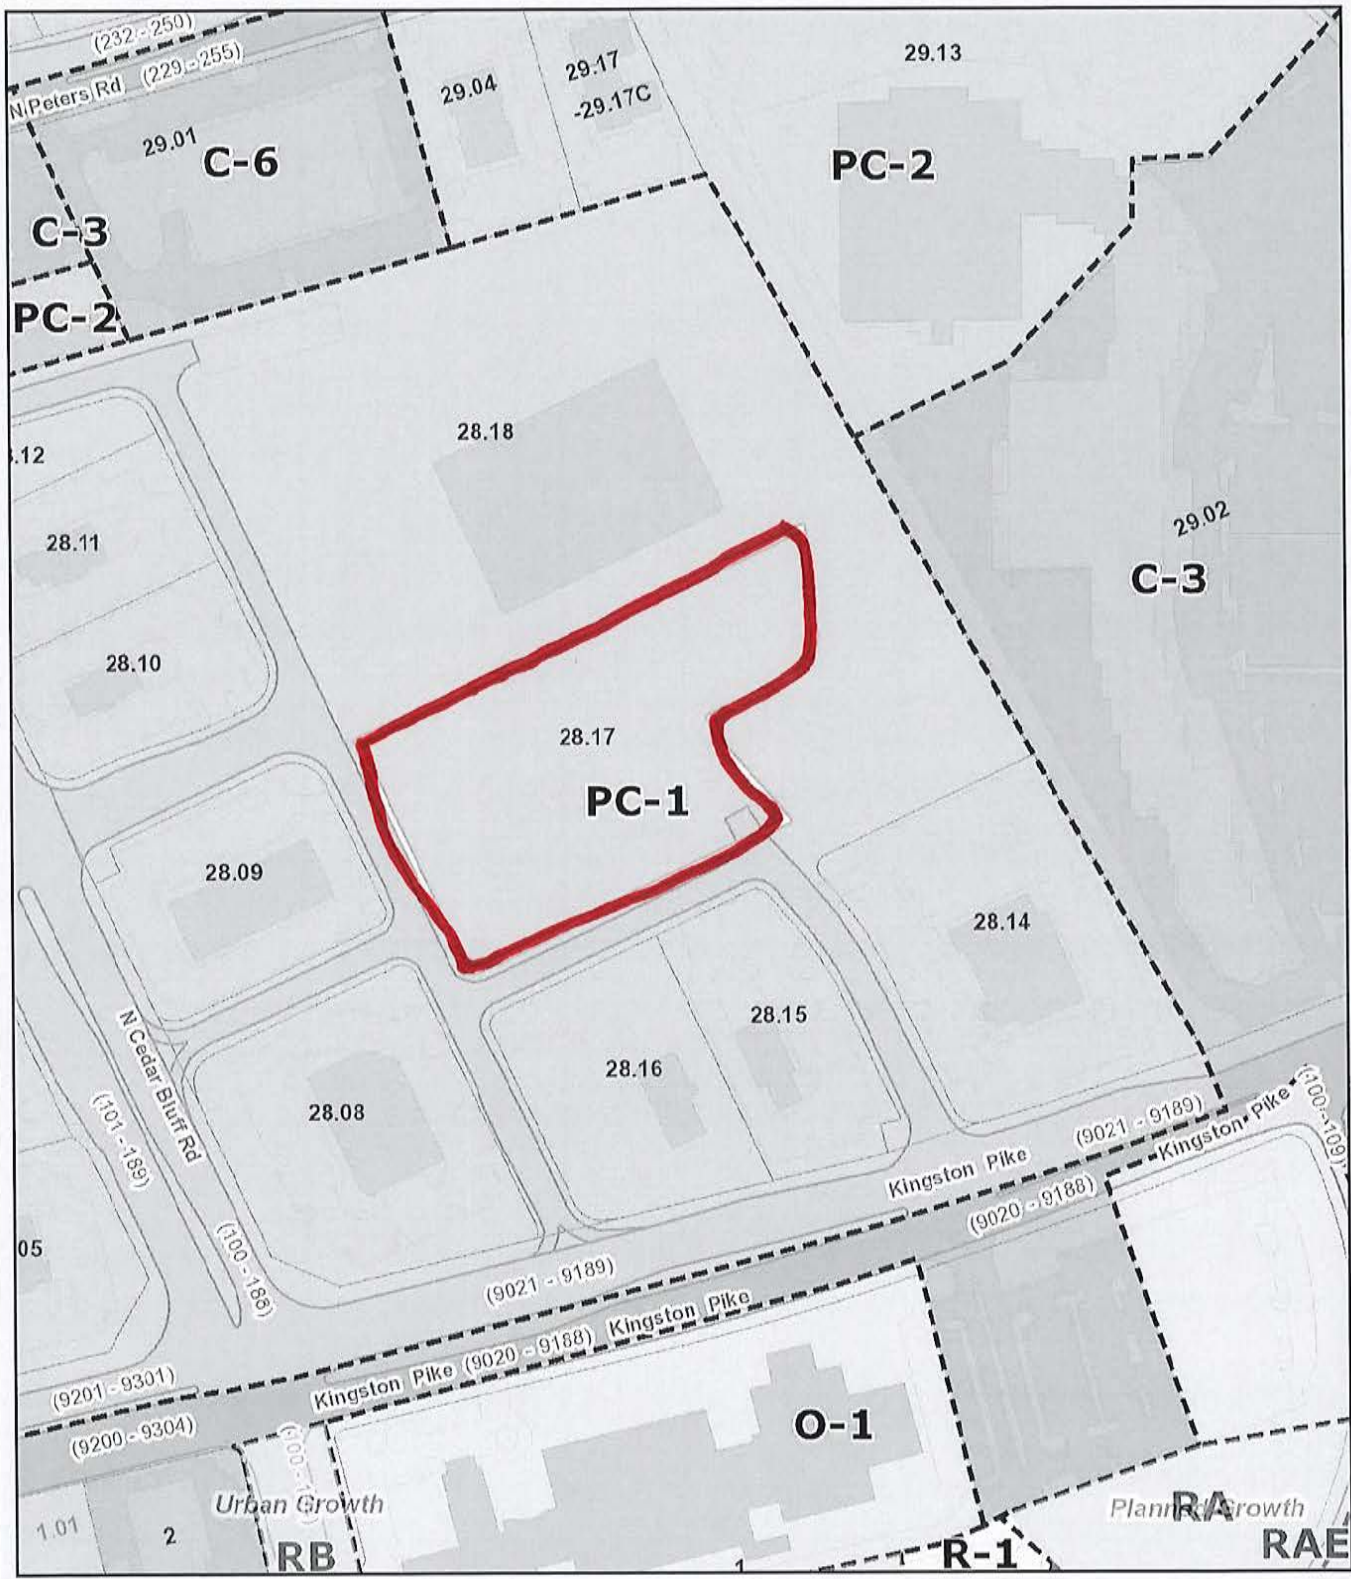 (232 - 250)
N Peters Rd (229 - 255)
29.04
29.17
-29.17C
29.13
29.01
C-6
PC-2
C-3
PC-2
28.18
.12
28.11
29.02
C-3
28.10
28.17
PC-1
28.09
28.14
28.15
28.16
N Cedar Bluff Rd
28.08
(101 - 189)
(100 - 188)
(100 - 109)
(9021 - 9189)
Kingston Pike
Kingston Pike
(9020 - 9188)
05
(9021 - 9189)
Kingston Pike (9020 - 9188) Kingston Pike
(9201 - 9301)
(9200 - 9304)
O-1
Urban Growth
Planned Growth
RA
1.01
2
RB
R-1
RAE
1
1